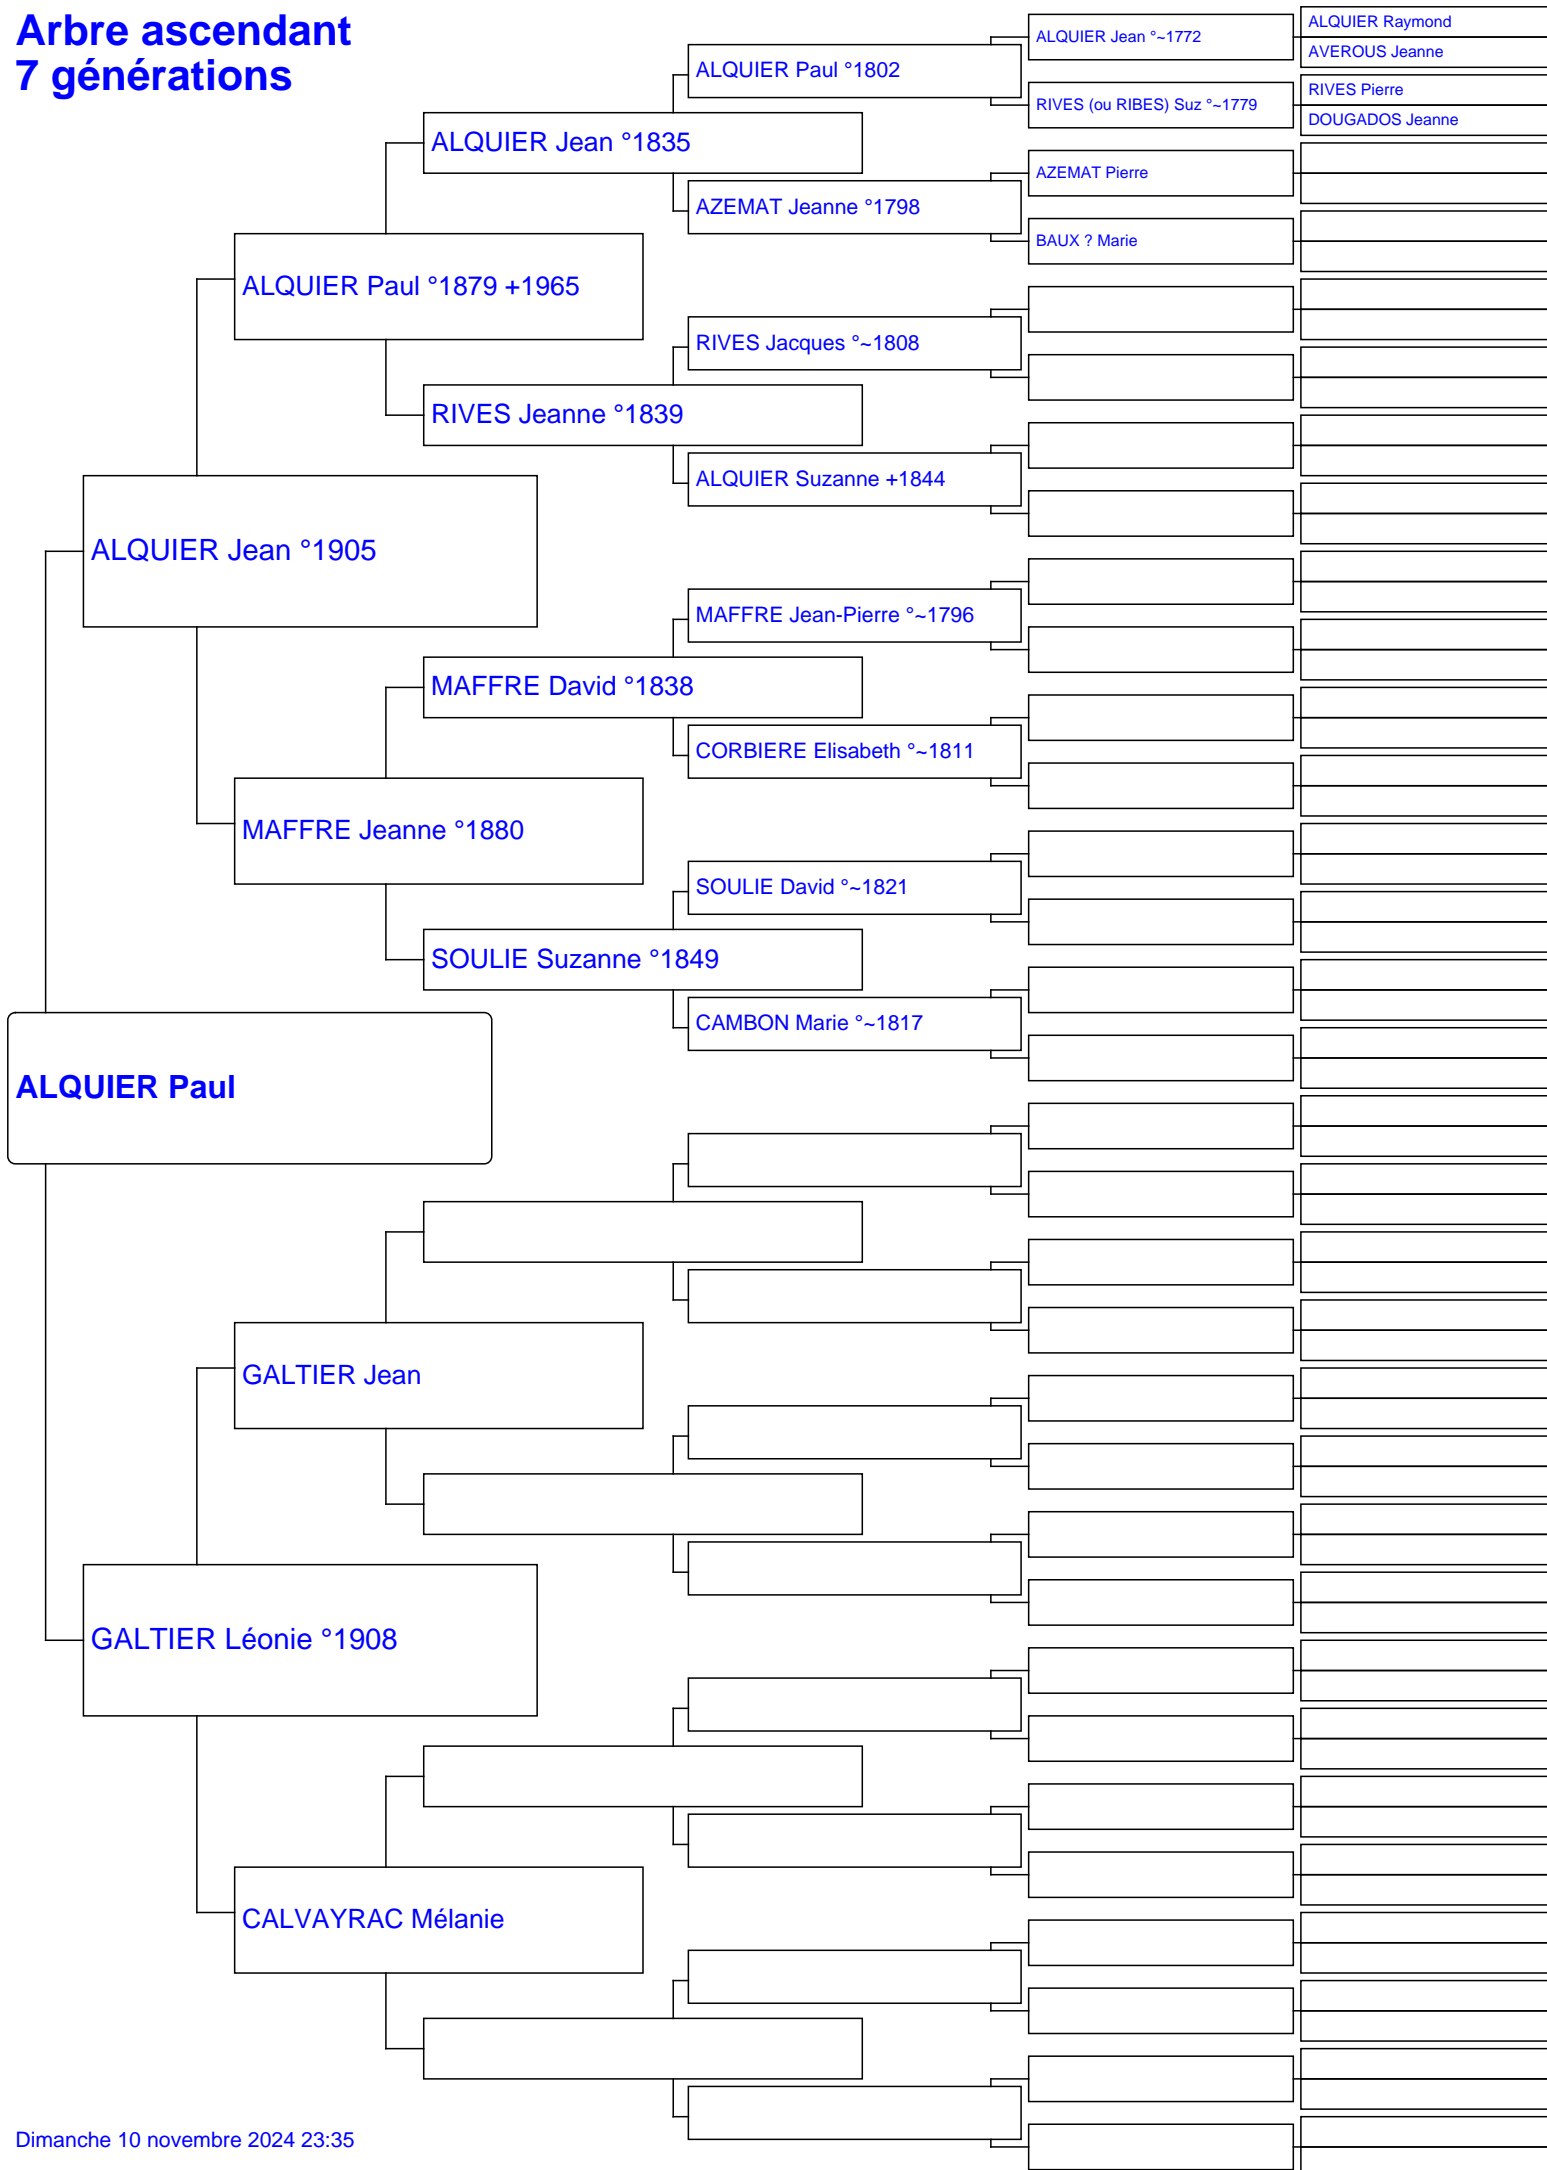 Arbre ascendant
7 générations
ALQUIER Raymond
ALQUIER Jean °~1772
AVEROUS Jeanne
ALQUIER Paul °1802
RIVES Pierre
RIVES (ou RIBES) Suz °~1779
DOUGADOS Jeanne
ALQUIER Jean °1835
AZEMAT Pierre
AZEMAT Jeanne °1798
BAUX ? Marie
ALQUIER Paul °1879 +1965
RIVES Jacques °~1808
RIVES Jeanne °1839
ALQUIER Suzanne +1844
ALQUIER Jean °1905
MAFFRE Jean-Pierre °~1796
MAFFRE David °1838
CORBIERE Elisabeth °~1811
MAFFRE Jeanne °1880
SOULIE David °~1821
SOULIE Suzanne °1849
CAMBON Marie °~1817
ALQUIER Paul
GALTIER Jean
GALTIER Léonie °1908
CALVAYRAC Mélanie
Dimanche 10 novembre 2024 23:35